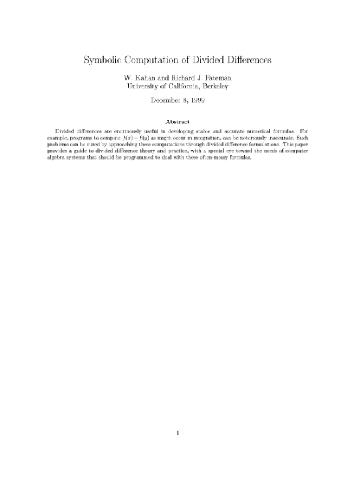 Symbolic Computation of Divided Differences
W. Kahan and Richard J. Fateman
University of California, Berkeley
December 8, 1999
Abstract
Divided differences are enormously useful in developing stable and accurate numerical formulas. For
example, programs to compute f(x) − f(y) as might occur in integration, can be notoriously inaccurate. Such
problems can be cured by approaching these computations through divided difference formulations. This paper
provides a guide to divided difference theory and practice, with a special eye toward the needs of computer
algebra systems that should be programmed to deal with these often-messy formulas.
1